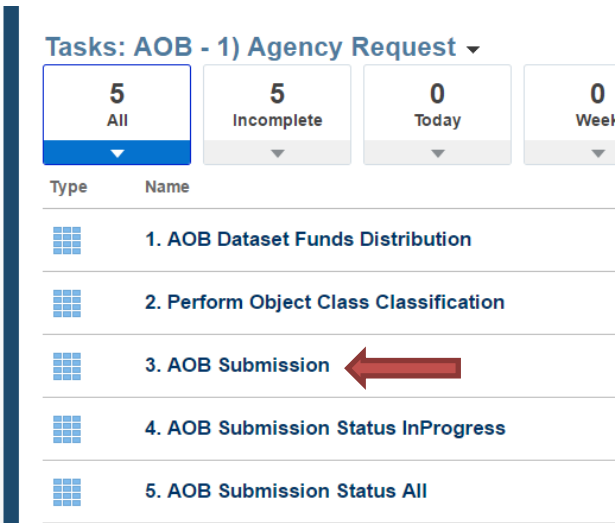 Tasks: AOB - 1) Agency Request
5 5 0 0
All Incomplete Today
Type Name
1. AOB Dataset Funds Distribution
2. Perform Object Class Classification
3. AOB Submission
4. AOB Submission Status InProgress
5. AOB Submission Status All